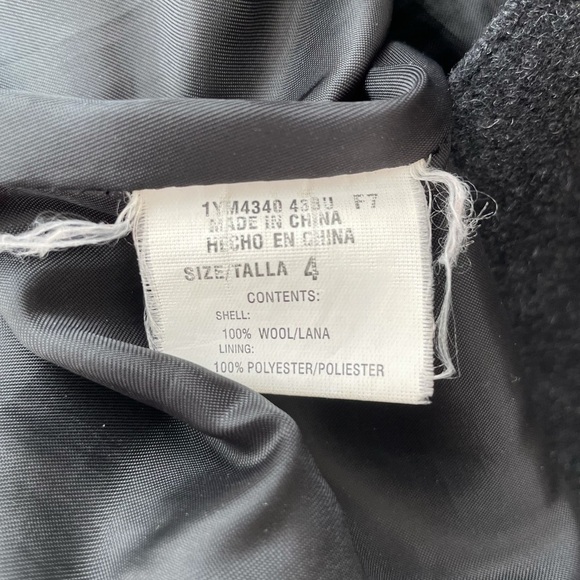 1YM4340 43BU F7
MADE IN CHINA
HECHO EN CHINA
SIZE/TALLA 4
CONTENTS:
SHELL:
100% WOOL/LANA
LINING:
100% POLYESTER/POLIESTER